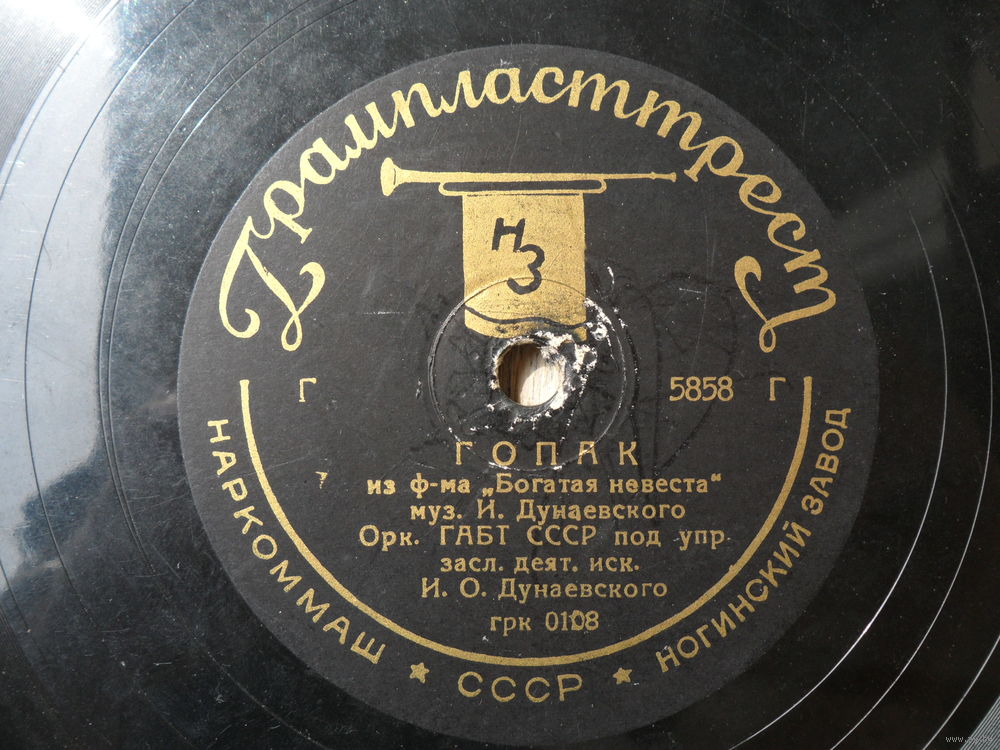 Грампласттрест
НЗ
Г 5858 Г
ГОПАК
из ф-ма „Богатая невеста“
муз. И. Дунаевского
Орк. ГАБТ СССР под упр.
засл. деят. иск.
И. О. Дунаевского
грк 0108
НАРКОММАШ ★ СССР ★ НОГИНСКИЙ ЗАВОД